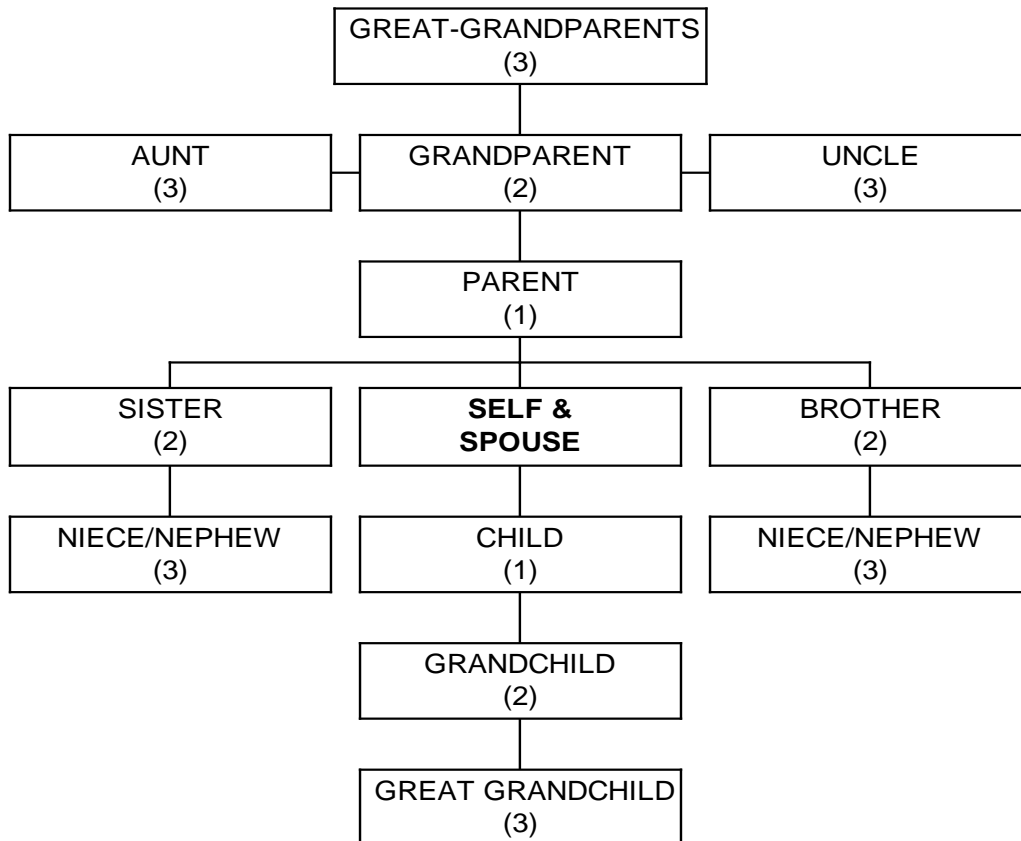 GREAT-GRANDPARENTS
(3)
AUNT
(3)
GRANDPARENT
(2)
UNCLE
(3)
PARENT
(1)
SISTER
(2)
SELF &
SPOUSE
BROTHER
(2)
NIECE/NEPHEW
(3)
CHILD
(1)
NIECE/NEPHEW
(3)
GRANDCHILD
(2)
GREAT GRANDCHILD
(3)